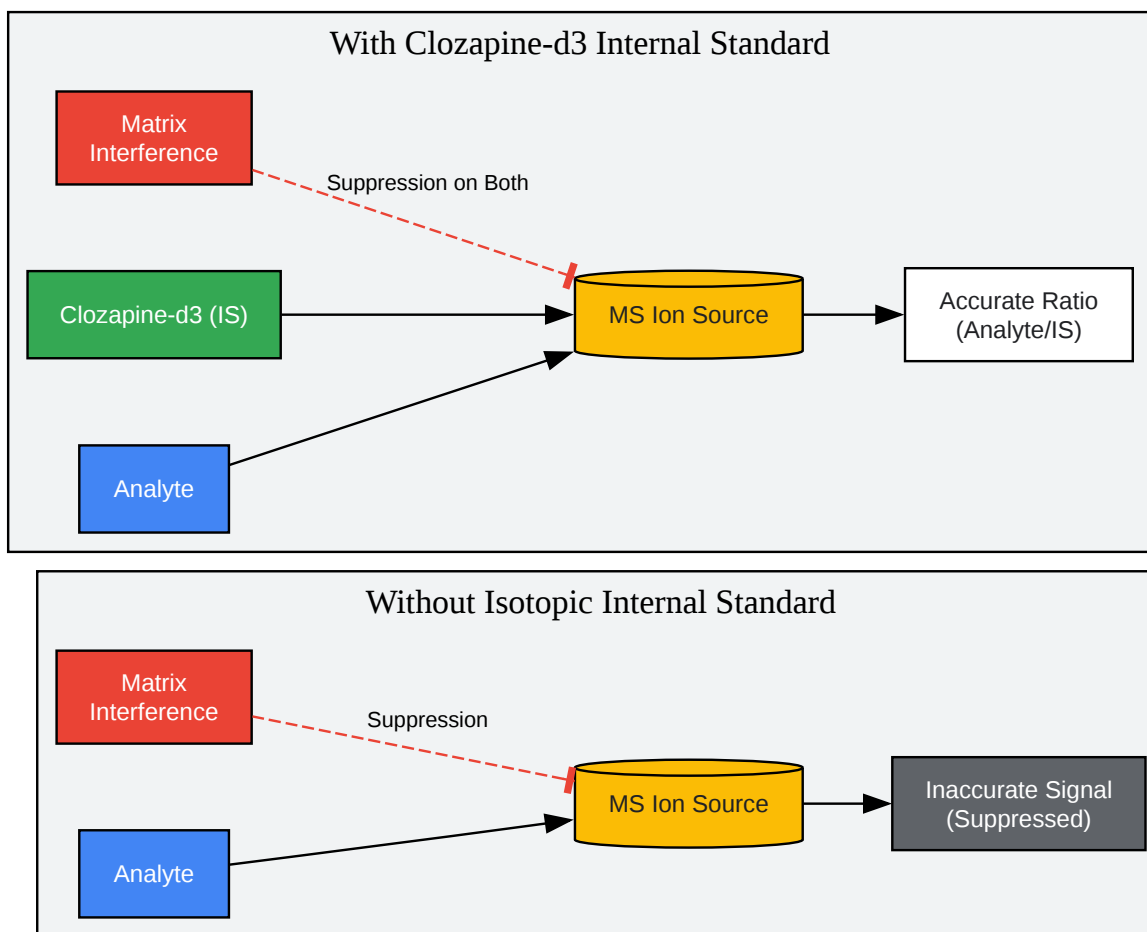 With Clozapine-d3 Internal Standard
Matrix
Interference
Suppression on Both
Clozapine-d3 (IS)
MS Ion Source
Accurate Ratio
(Analyte/IS)
Analyte
Without Isotopic Internal Standard
Matrix
Interference
Suppression
MS Ion Source
Inaccurate Signal
(Suppressed)
Analyte